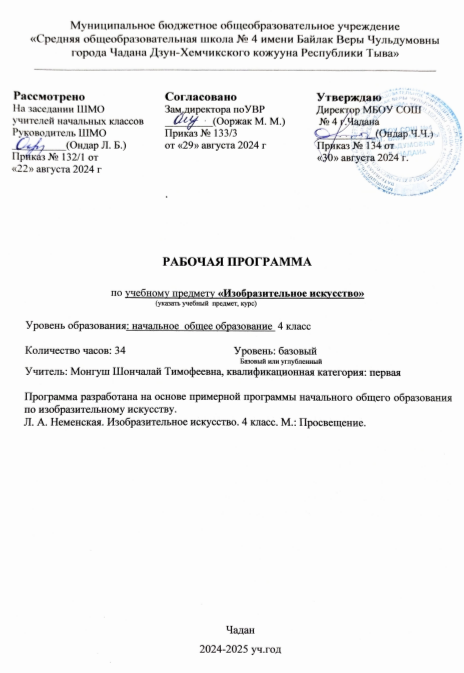 Муниципальное бюджетное общеобразовательное учреждение
«Средняя общеобразовательная школа № 4 имени Байлак Веры Чульдумовны
города Чадана Дзун-Хемчикского кожууна Республики Тыва»
Рассмотрено
На заседании ШМО
учителей начальных классов
Руководитель ШМО
(Ондар Л. Б.)
Приказ № 132/1 от
«22» августа 2024 г
Согласовано
Зам.директора поУВР
(Ооржак М. М.)
Приказ № 133/3
от «29» августа 2024 г
Утверждаю
Директор МБОУ СОШ
№ 4 г.Чадана
(Ондар Ч.Ч.)
Приказ № 134 от
«30» августа 2024 г.
РАБОЧАЯ ПРОГРАММА
по учебному предмету «Изобразительное искусство»
(указать учебный предмет, курс)
Уровень образования: начальное общее образование 4 класс
Количество часов: 34 Уровень: базовый
Базовый или углубленный
Учитель: Монгуш Шончалай Тимофеевна, квалификационная категория: первая
Программа разработана на основе примерной программы начального общего образования
по изобразительному искусству.
Л. А. Неменская. Изобразительное искусство. 4 класс. М.: Просвещение.
Чадан
2024-2025 уч.год